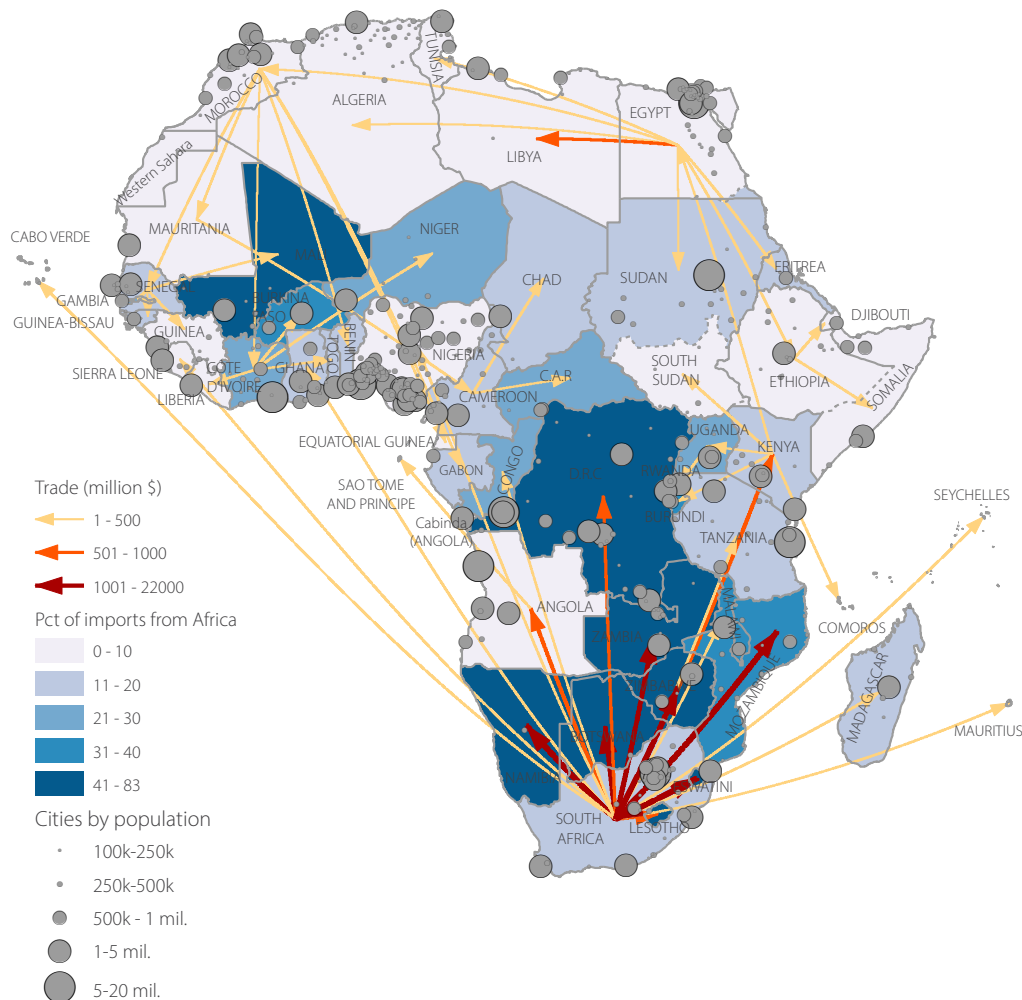 TUNISIA
MOROCCO
ALGERIA
LIBYA
EGYPT
Western Sahara
MAURITANIA
MALI
NIGER
CHAD
SUDAN
ERITREA
CABO VERDE
SENEGAL
GAMBIA
GUINEA-BISSAU
GUINEA
BURKINA
FASO
BENIN
TOGO
GHANA
NIGERIA
DJIBOUTI
SIERRA LEONE
LIBERIA
COTE
D'IVOIRE
CAMEROON
C.A.R
SOUTH
SUDAN
ETHIOPIA
SOMALIA
EQUATORIAL GUINEA
GABON
CONGO
DRC
UGANDA
KENYA
RWANDA
BURUNDI
SAO TOME
AND PRINCIPE
Cabinda
(ANGOLA)
TANZANIA
SEYCHELLES
ANGOLA
ZAMBIA
MALAWI
COMOROS
MOZAMBIQUE
MADAGASCAR
MAURITIUS
ZIMBABWE
BOTSWANA
NAMIBIA
ESWATINI
SOUTH
AFRICA
LESOTHO
Trade (million $)
1 - 500
501 - 1000
1001 - 22000
Pct of imports from Africa
0 - 10
11 - 20
21 - 30
31 - 40
41 - 83
Cities by population
100k-250k
250k-500k
500k - 1 mil.
1-5 mil.
5-20 mil.